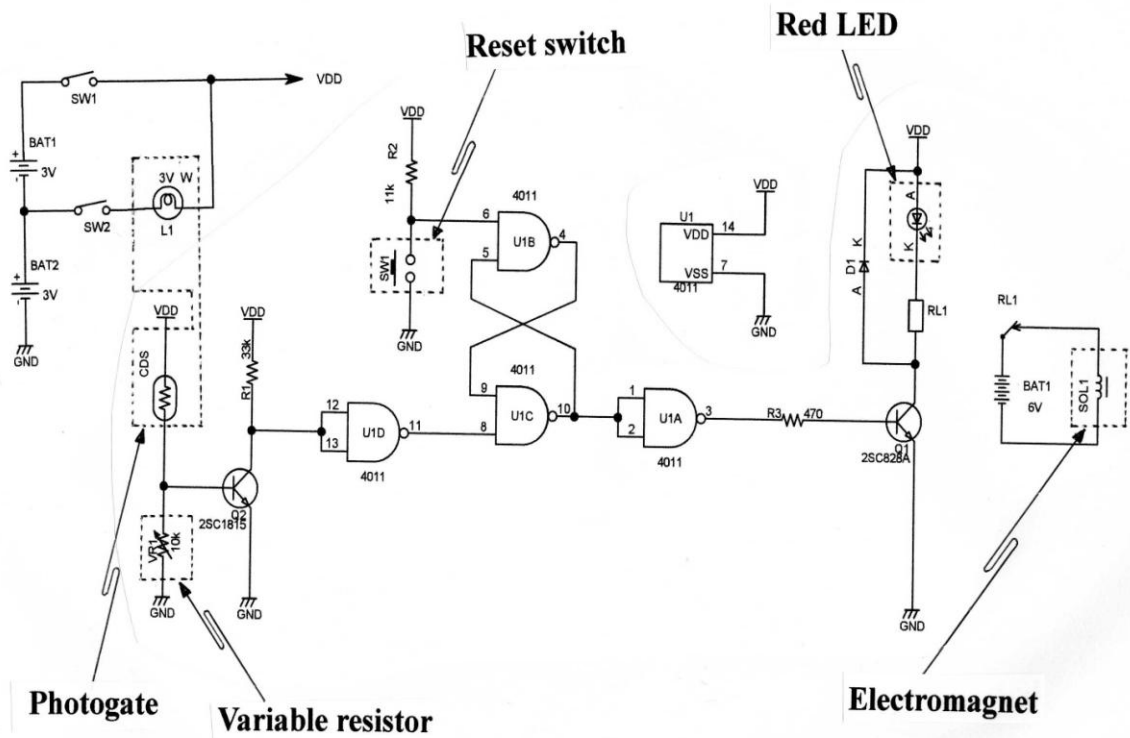 Reset switch
Red LED
SW1
VDD
BAT1
3V
SW2
3V W
L1
BAT2
3V
GND
VDD
CDS
VR1
10k
GND
VDD
33k
R1
Q2
2SC1815
GND
12
13
U1D
11
4011
VDD
R2
11k
SW1
GND
4011
6
5
U1B
4
4011
9
8
U1C
10
1
2
U1A
3
4011
U1
VDD
14
VDD
VSS
7
4011
GND
R3
470
VDD
A
K
D1
K
A
RL1
Q1
2SC828A
GND
RL1
BAT1
6V
SOL1
Photogate
Variable resistor
Electromagnet